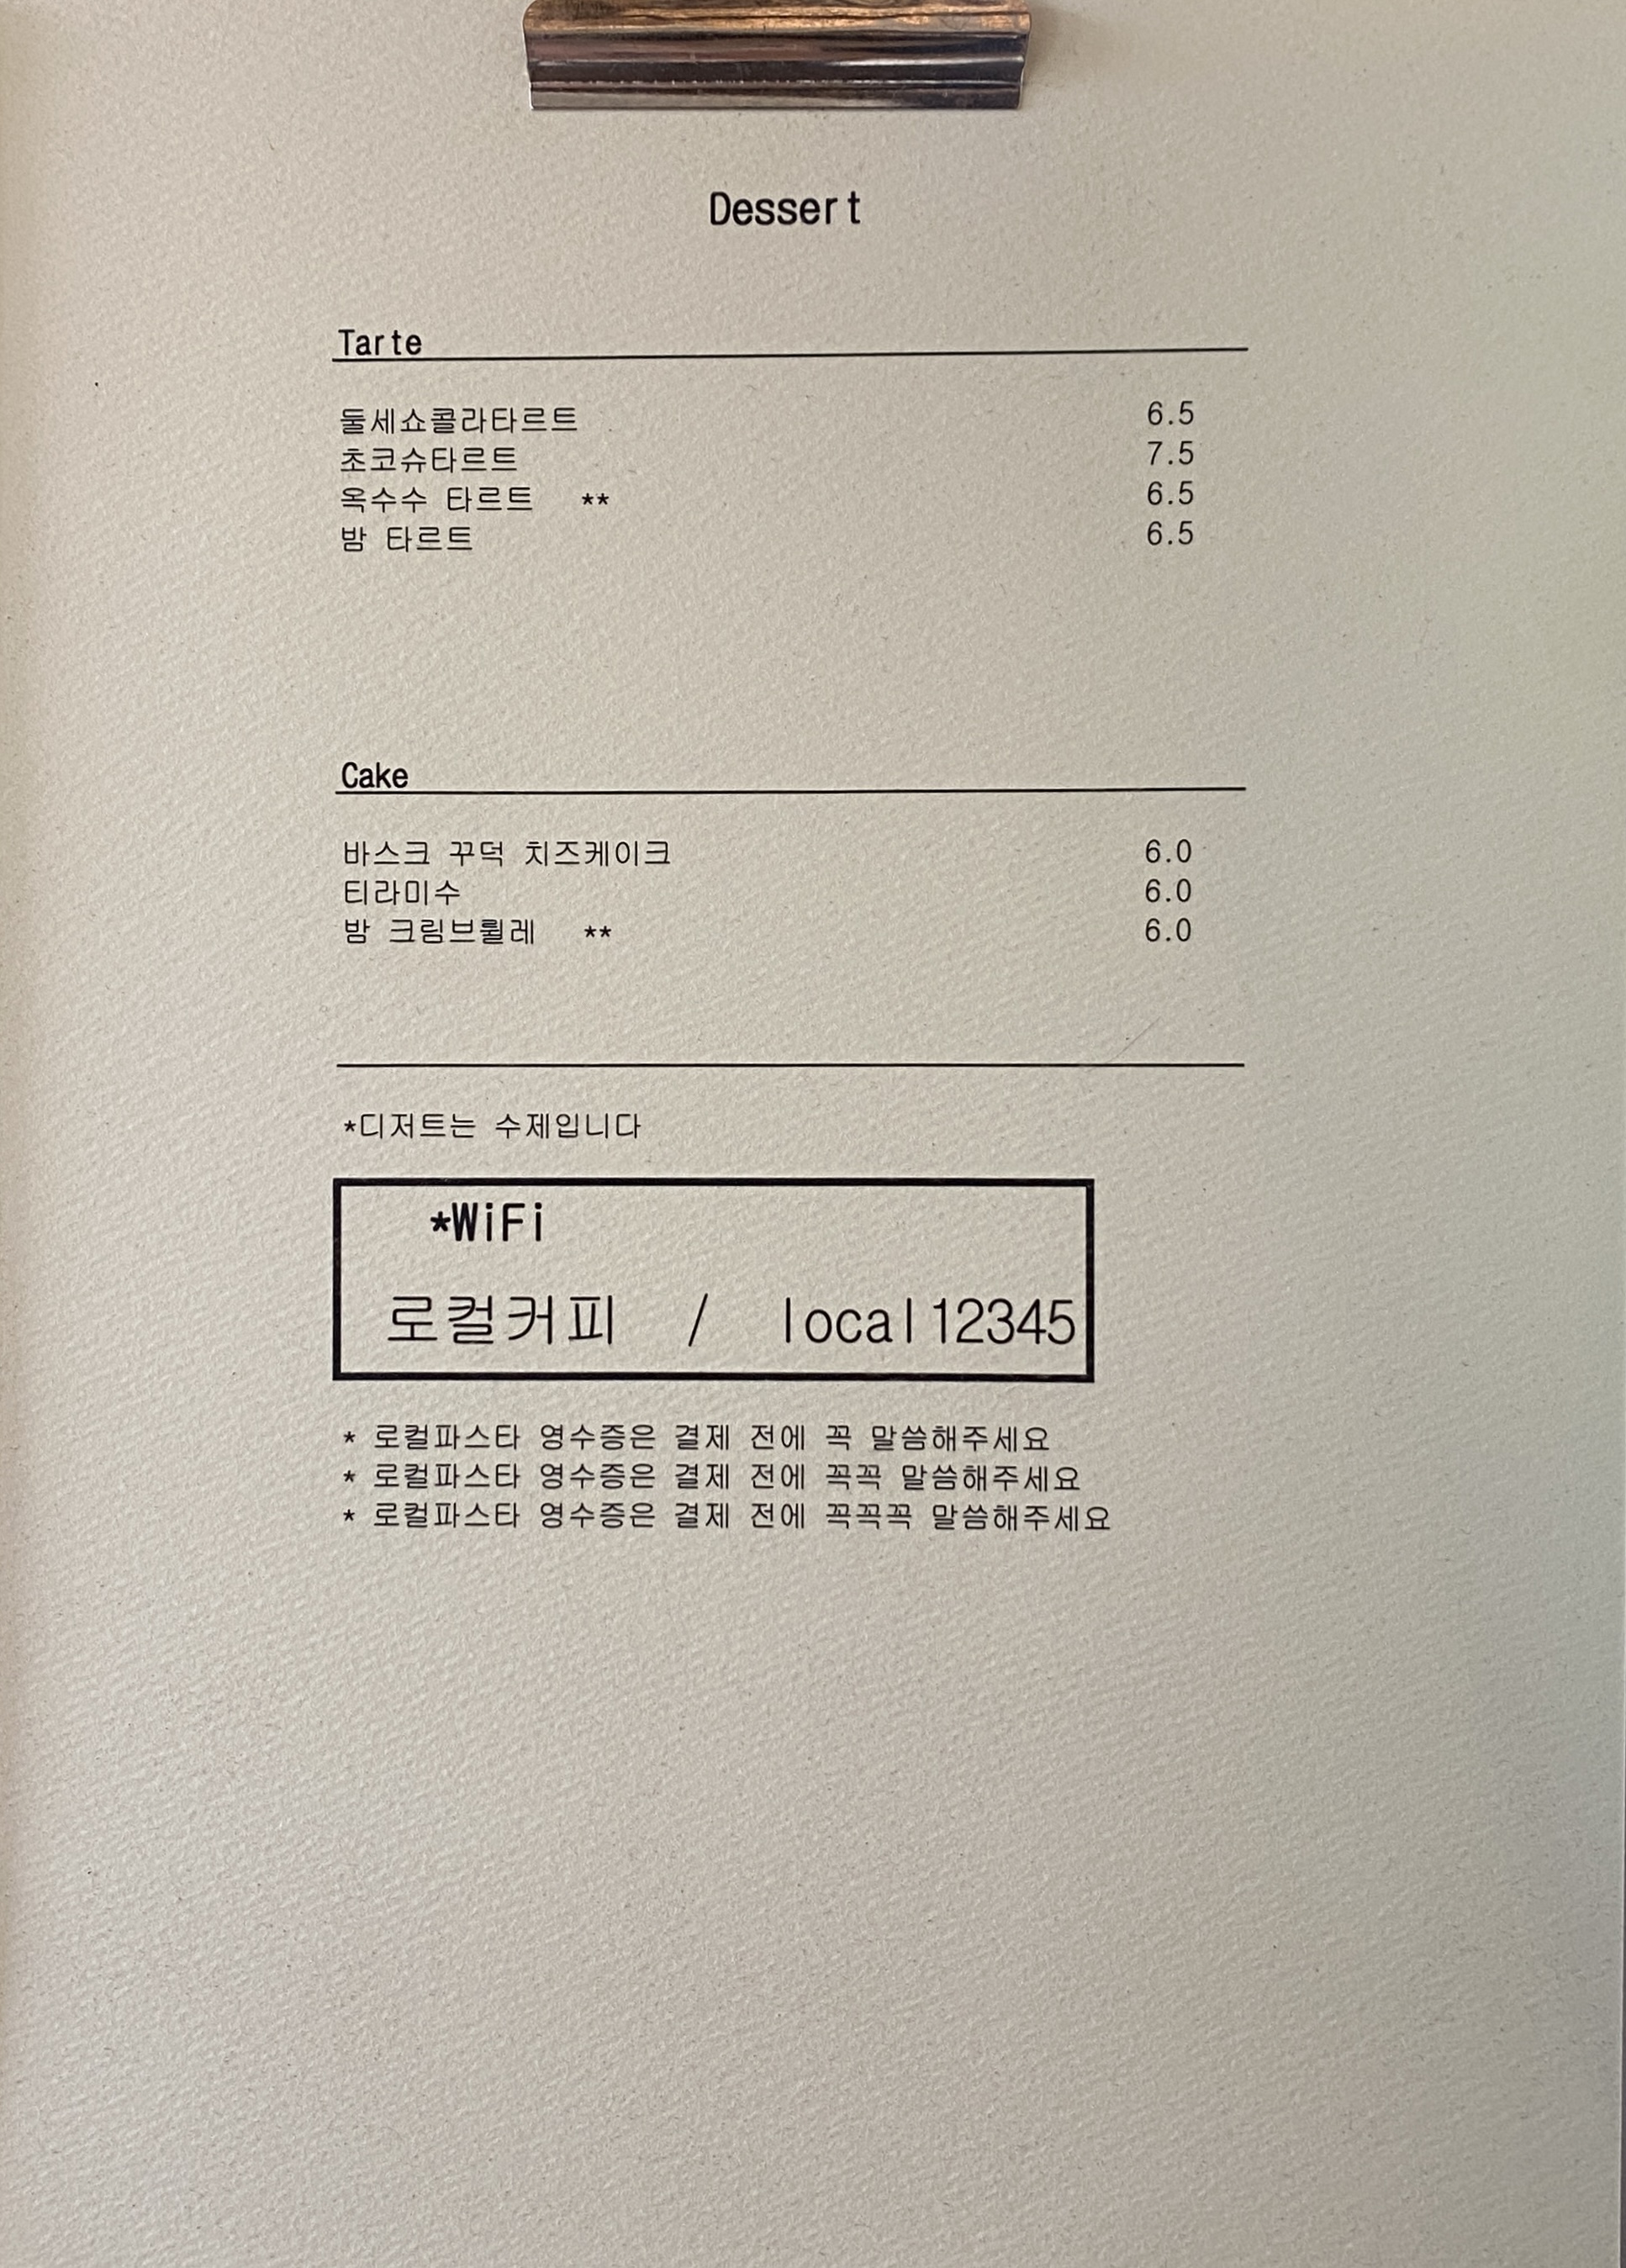 Dessert
Tarte
둘세쇼콜라타르트 6.5
초코슈타르트 7.5
옥수수 타르트 ** 6.5
밤 타르트 6.5
Cake
바스크 꾸덕 치즈케이크 6.0
티라미수 6.0
밤 크림브륄레 ** 6.0
*디저트는 수제입니다
*WiFi
로컬커피 / local12345
* 로컬파스타 영수증은 결제 전에 꼭 말씀해주세요
* 로컬파스타 영수증은 결제 전에 꼭꼭 말씀해주세요
* 로컬파스타 영수증은 결제 전에 꼭꼭꼭 말씀해주세요